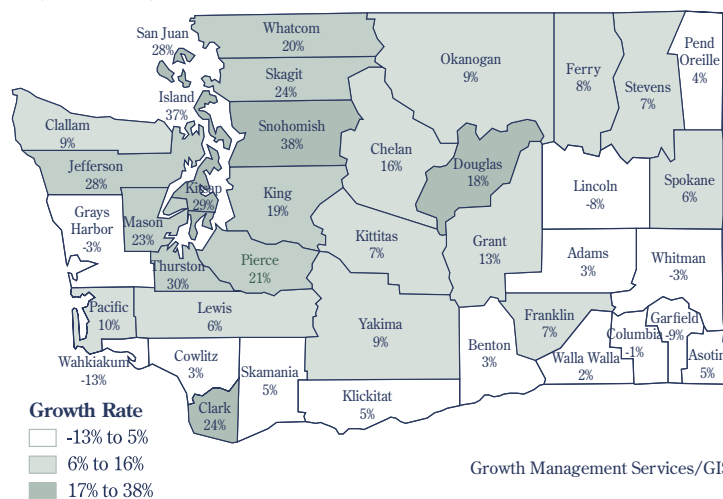 San Juan
28%
Whatcom
20%
Skagit
24%
Island
37%
Snohomish
38%
Okanogan
9%
Ferry
8%
Stevens
7%
Pend
Oreille
4%
Clallam
9%
Jefferson
28%
Chelan
16%
Douglas
18%
Lincoln
-8%
Spokane
6%
Kitsap
29%
King
19%
Grays
Harbor
-3%
Mason
23%
Kittitas
7%
Grant
13%
Adams
3%
Whitman
-3%
Thurston
30%
Pierce
21%
Pacific
10%
Lewis
6%
Yakima
9%
Benton
3%
Franklin
7%
Walla Walla
2%
Columbia
-1%
Garfield
-9%
Asotin
5%
Wahkiakum
-13%
Cowlitz
3%
Skamania
5%
Klickitat
5%
Clark
24%
Growth Rate
-13% to 5%
6% to 16%
17% to 38%
Growth Management Services/GIS